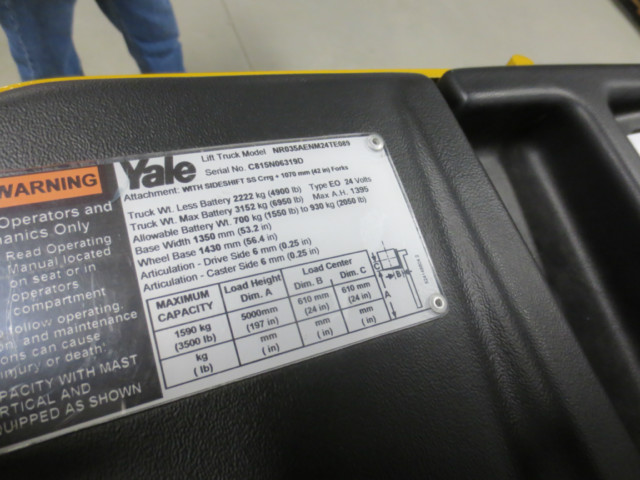 WARNING
Operators and
anics Only
Read Operating
Manual located
on seat or in
operators
compartment
ollow operating
and maintenance
ions can cause
njury or death.
PACITY WITH MAST
RTICAL AND
UIPPED AS SHOWN
Yale
Lift Truck Model NR035AENM24TE089
Serial No. C815N06319D
Attachment: WITH SIDESHIFT SS Crrg + 1070 mm (42 in) Forks
Truck Wt. Less Battery 2222 kg (4900 lb) Type EO 24 Volts
Truck Wt. Max Battery 3152 kg (6950 lb) Max A.H. 1395
Allowable Battery Wt. 700 kg (1550 lb) to 930 kg (2050 lb)
Base Width 1350 mm (53.2 in)
Wheel Base 1430 mm (56.4 in)
Articulation - Drive Side 6 mm (0.25 in)
Articulation - Caster Side 6 mm (0.25 in)
MAXIMUM CAPACITY
Load Height Dim. A
Load Center
Dim. B Dim. C
1590 kg 5000mm 610 mm 610 mm
(3500 lb) (197 in) (24 in) (24 in)
kg mm mm mm
( lb) ( in) ( in) ( in)
C
B
A